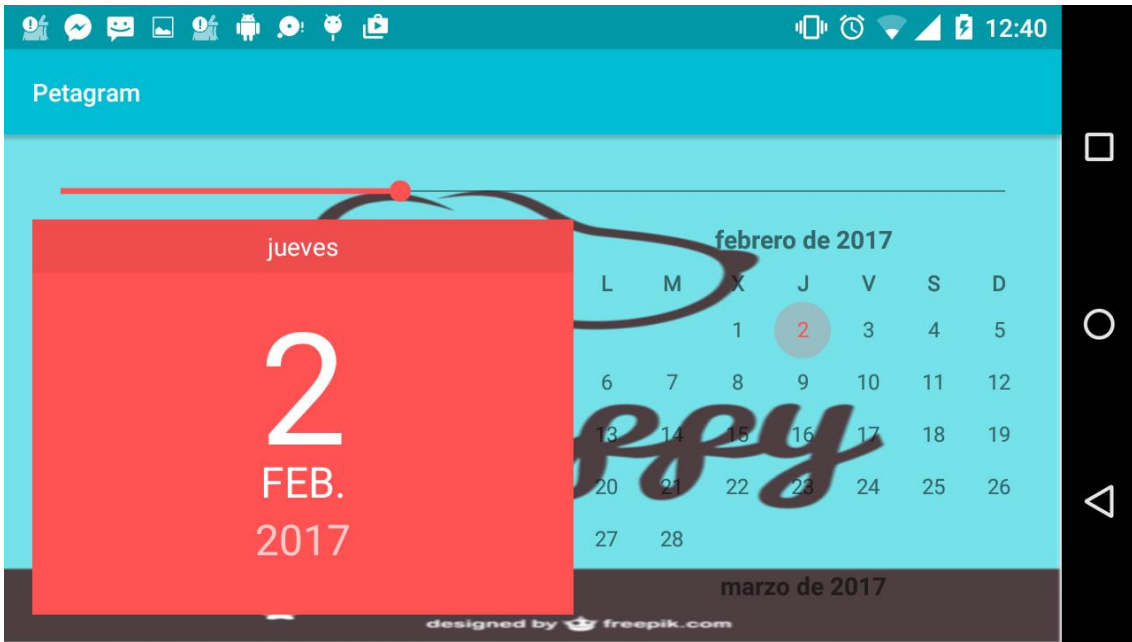 12:40
Petagram
jueves
2
FEB.
2017
febrero de 2017
L M X J V S D
1 2 3 4 5
6 7 8 9 10 11 12
13 14 15 16 17 18 19
20 21 22 23 24 25 26
27 28
marzo de 2017
designed by freepik.com